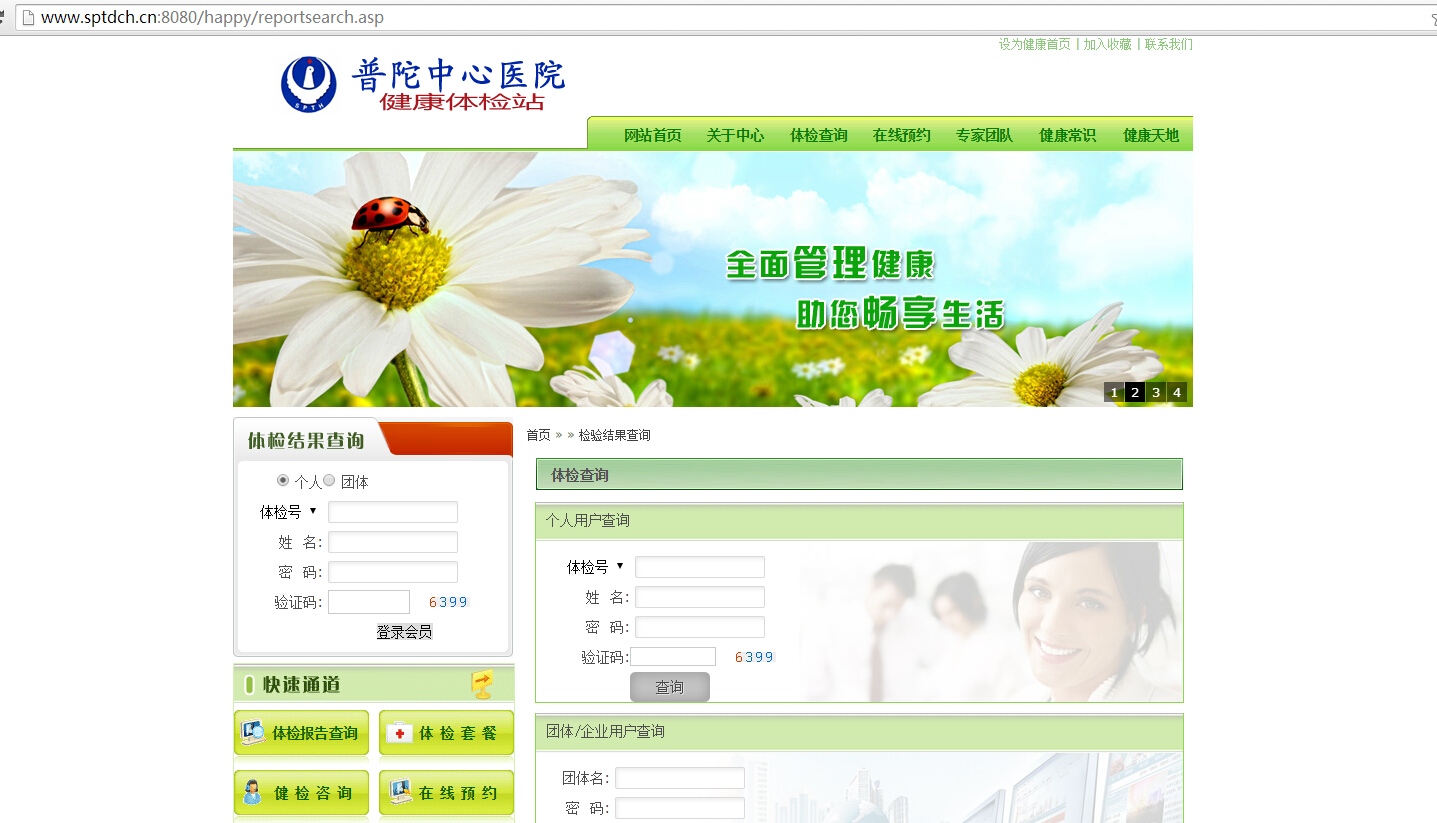 www.sptdch.cn:8080/happy/reportsearch.asp
设为健康首页 | 加入收藏 | 联系我们
普陀中心医院
SPTH
健康体检站
网站首页 关于中心 体检查询 在线预约 专家团队 健康常识 健康天地
全面管理健康
助您畅享生活
1 2 3 4
体检结果查询
个人 团体
体检号 ▼
姓 名:
密 码:
验证码: 6399
登录会员
快速通道
体检报告查询 体检套餐
健检咨询 在线预约
首页 » » 检验结果查询
体检查询
个人用户查询
体检号 ▼
姓 名:
密 码:
验证码: 6399
查询
团体/企业用户查询
团体名:
密 码: